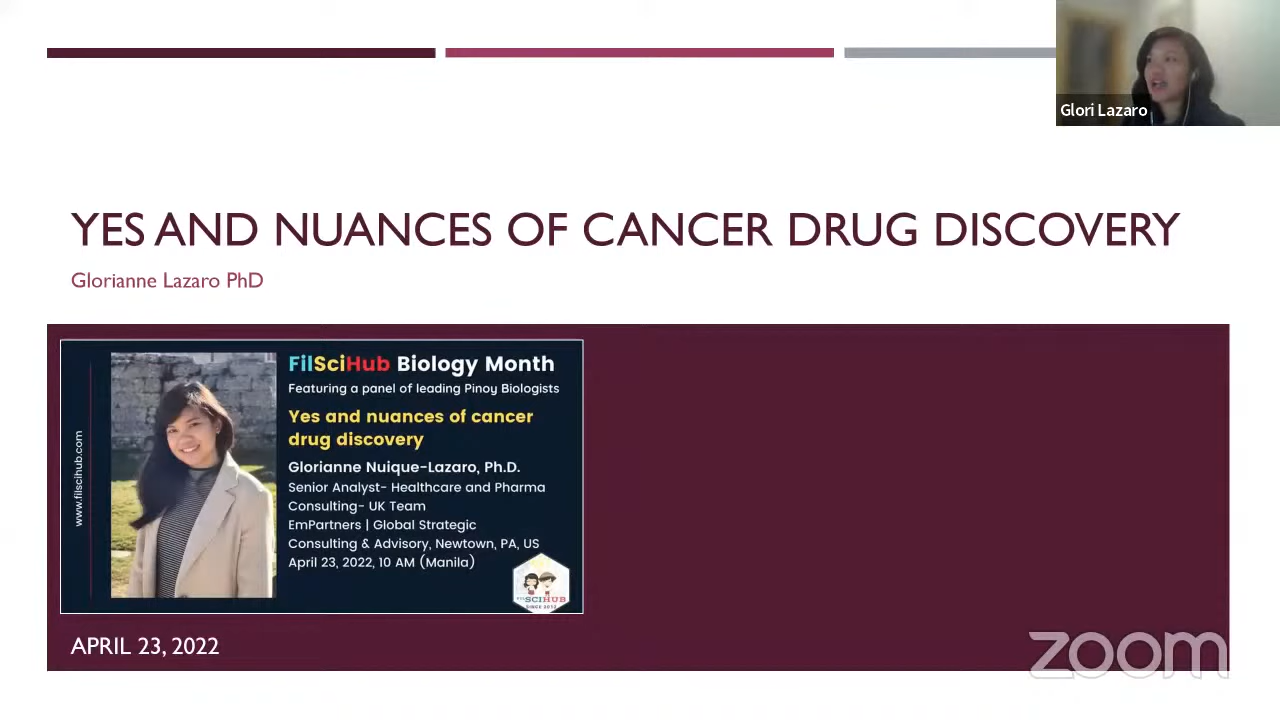 Glori Lazaro
YES AND NUANCES OF CANCER DRUG DISCOVERY
Glorianne Lazaro PhD
www.filscihub.com
FilSciHub Biology Month
Featuring a panel of leading Pinoy Biologists
Yes and nuances of cancer
drug discovery
Glorianne Nuique-Lazaro, Ph.D.
Senior Analyst- Healthcare and Pharma
Consulting- UK Team
EmPartners | Global Strategic
Consulting & Advisory, Newtown, PA, US
April 23, 2022, 10 AM (Manila)
FILSCIHUB
SINCE 2012
APRIL 23, 2022
zoom